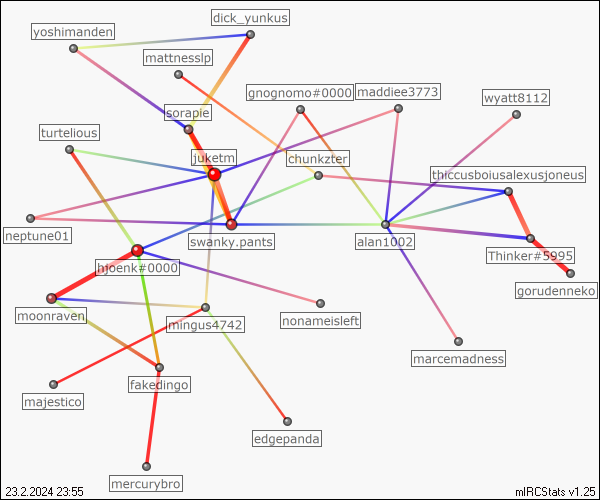 dick_yunkus
yoshimanden
mattnesslp
gnognomo#0000
maddiee3773
wyatt8112
sorapie
turtelious
juketm
chunkzter
thiccusboiusalexusjoneus
neptune01
swanky.pants
alan1002
Thinker#5995
hjoenk#0000
gorudenneko
moonraven
mingus4742
nonameisleft
marcemadness
fakedingo
majestico
edgepanda
mercurybro
23.2.2024 23:55
mIRCStats v1.25